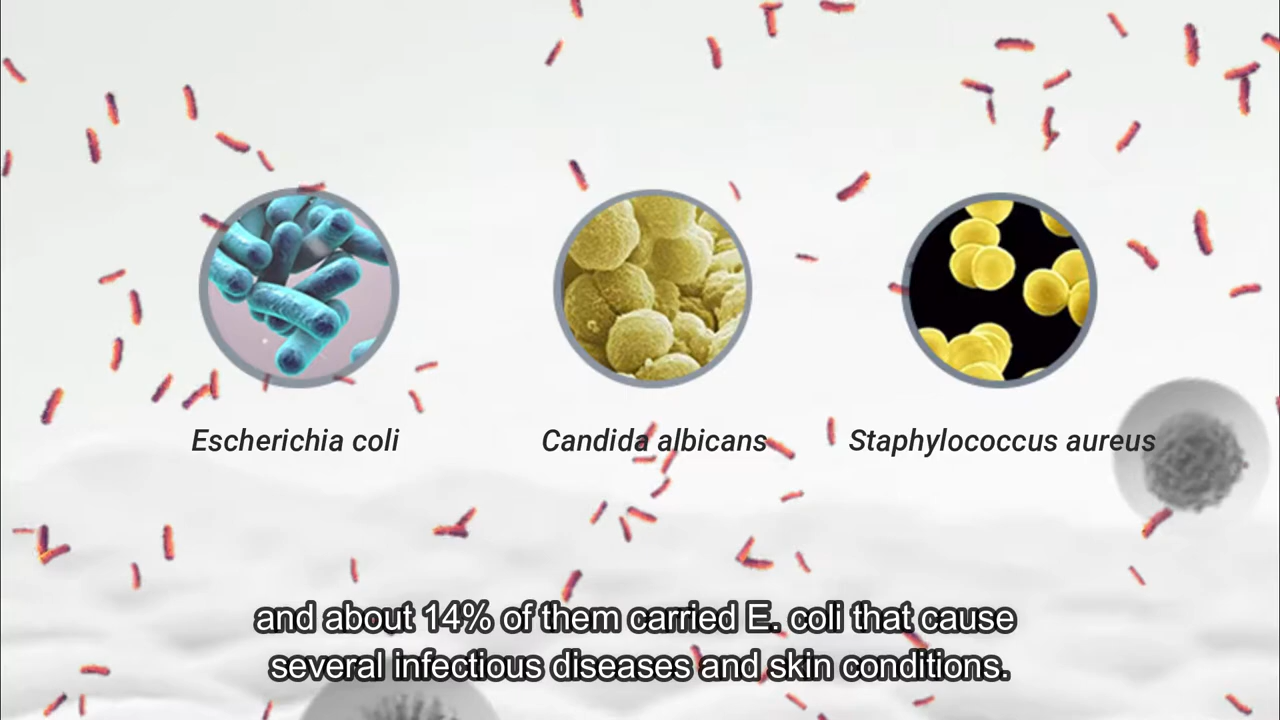 Escherichia coli
Candida albicans
Staphylococcus aureus
and about 14% of them carried E. coli that cause
several infectious diseases and skin conditions.